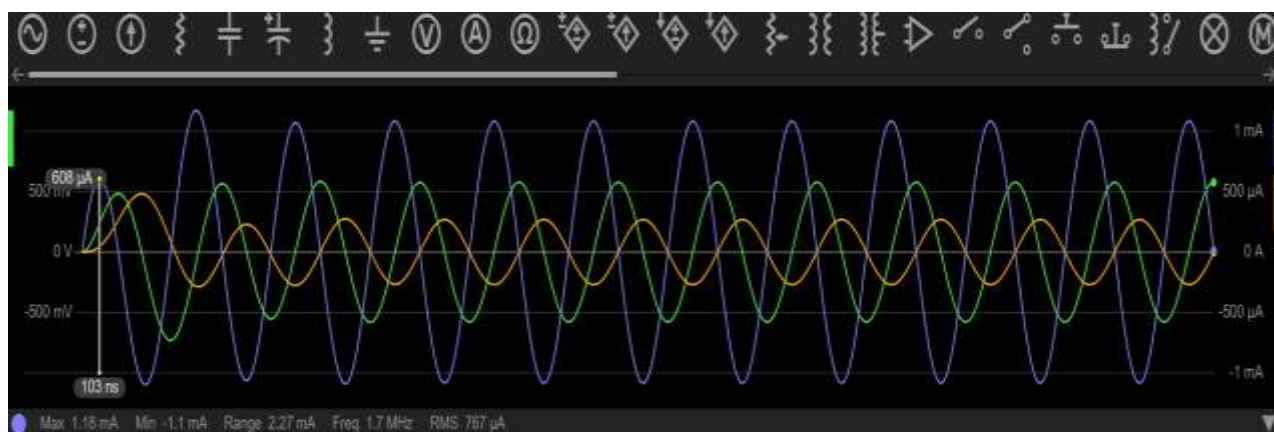 V A Ω M
1 mA
608 µA
500 mV 500 µA
0 V 0 A
-500 mV -500 µA
-1 mA
103 ns
Max 1.18 mA Min -1.1 mA Range 2.27 mA Freq 1.7 MHz RMS 767 µA